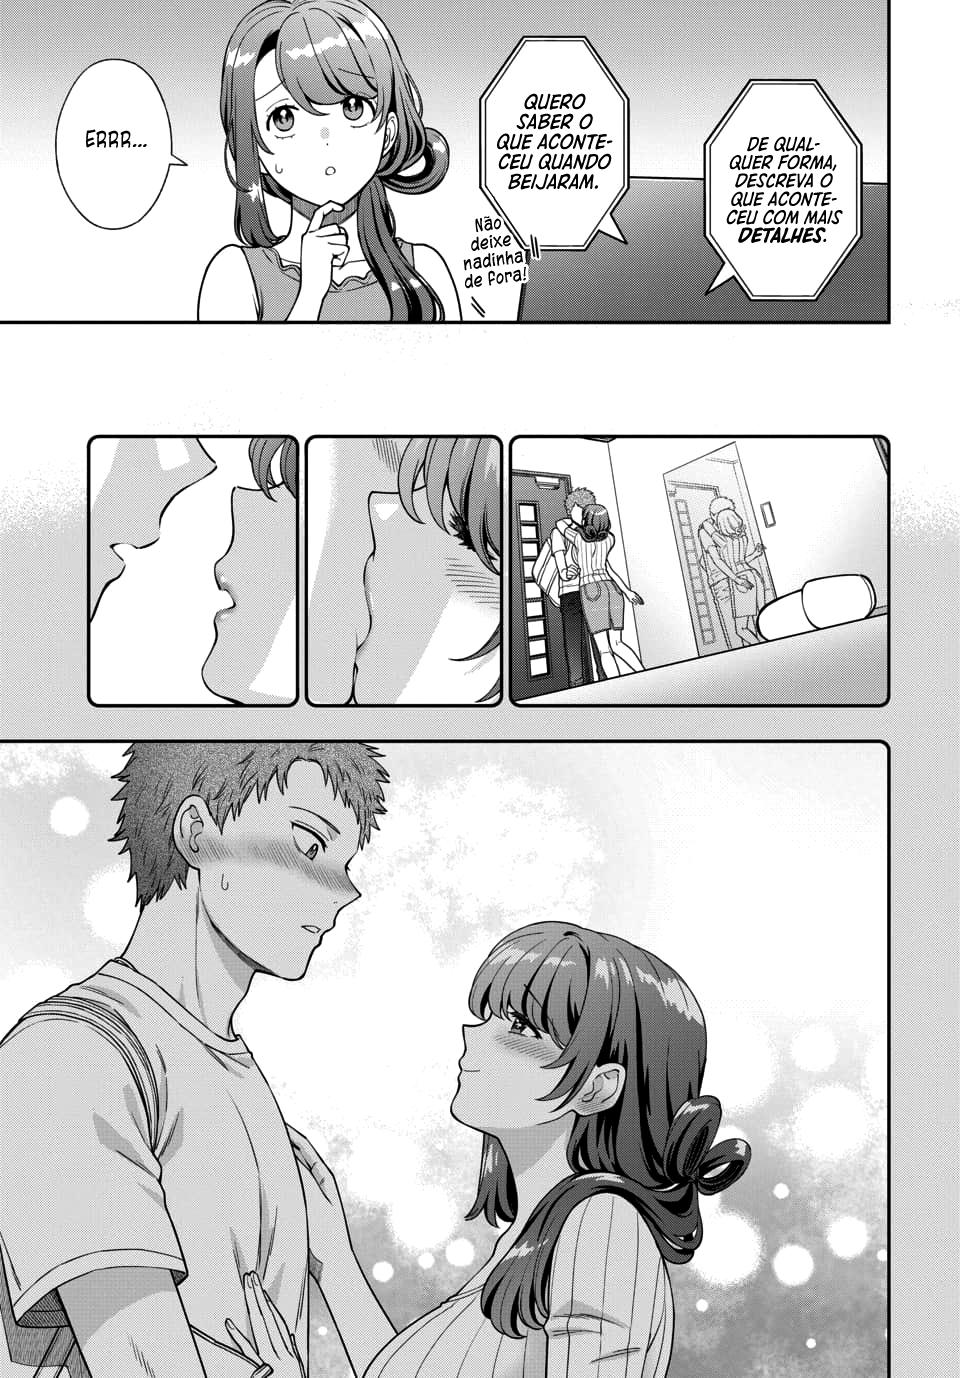 DE QUAL-
QUER FORMA,
DESCREVA O
QUE ACONTE-
CEU COM MAIS
DETALHES.
QUERO
SABER O
QUE ACONTE-
CEU QUANDO
BEIJARAM.
Não
deixe
nadinha
de fora!
ERRR...